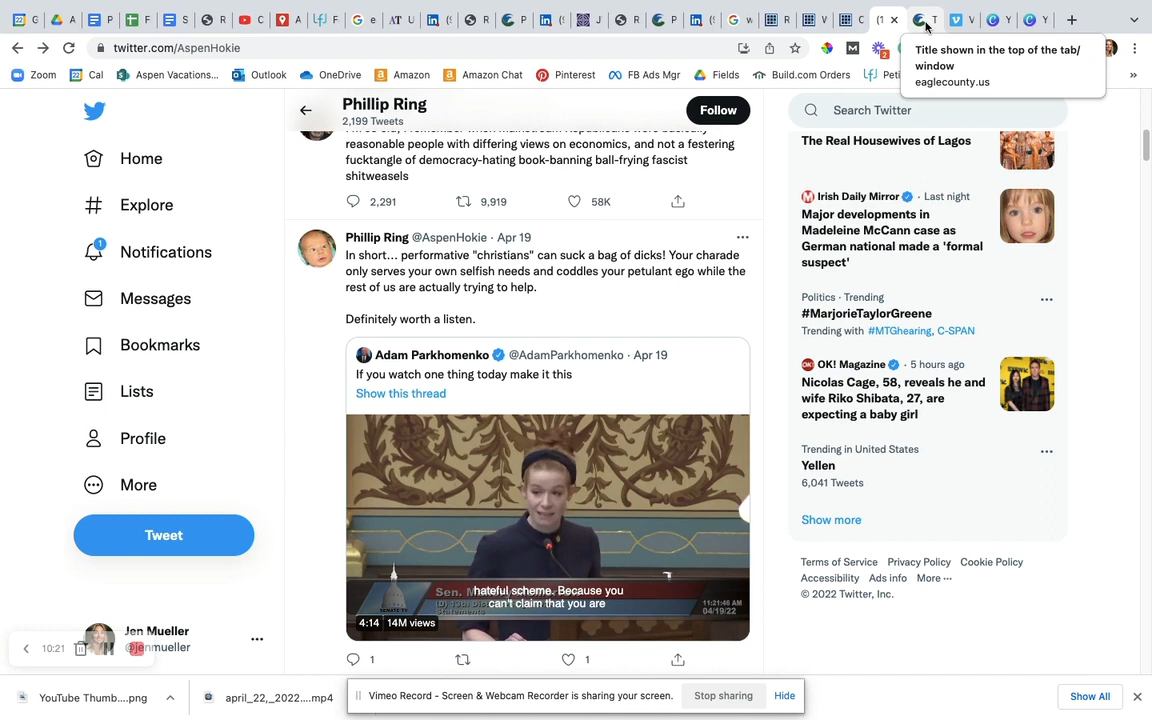 G
A
P
F
S
R
C
A
F
e
U
(
R
P
(
J
R
P
(
w
R
W
C
(1
T
V
Y
Y
twitter.com/AspenHokie
Title shown in the top of the tab/
window
eaglecounty.us
Zoom
Cal
Aspen Vacations...
Outlook
OneDrive
Amazon
Amazon Chat
Pinterest
FB Ads Mgr
Fields
Build.com Orders
Peti
»
Phillip Ring
2,199 Tweets
Follow
Search Twitter
Home
Explore
1
Notifications
Messages
Bookmarks
Lists
Profile
More
Tweet
Jen Mueller
@jenmueller
10:21
reasonable people with differing views on economics, and not a festering
fucktangle of democracy-hating book-banning ball-frying fascist
shitweasels
2,291
9,919
58K
Phillip Ring @AspenHokie · Apr 19
In short... performative "christians" can suck a bag of dicks! Your charade
only serves your own selfish needs and coddles your petulant ego while the
rest of us are actually trying to help.
Definitely worth a listen.
Adam Parkhomenko @AdamParkhomenko · Apr 19
If you watch one thing today make it this
Show this thread
hateful scheme. Because you
can't claim that you are
SENATE TV
11:21:46 AM
04/19/22
4:14
14M views
1
1
The Real Housewives of Lagos
Irish Daily Mirror · Last night
Major developments in
Madeleine McCann case as
German national made a 'formal
suspect'
Politics · Trending
#MarjorieTaylorGreene
Trending with #MTGhearing, C-SPAN
OK! Magazine · 5 hours ago
Nicolas Cage, 58, reveals he and
wife Riko Shibata, 27, are
expecting a baby girl
Trending in United States
Yellen
6,041 Tweets
Show more
Terms of Service Privacy Policy Cookie Policy
Accessibility Ads info More ···
© 2022 Twitter, Inc.
YouTube Thumb....png
april_22,_2022....mp4
Vimeo Record - Screen & Webcam Recorder is sharing your screen.
Stop sharing
Hide
Show All